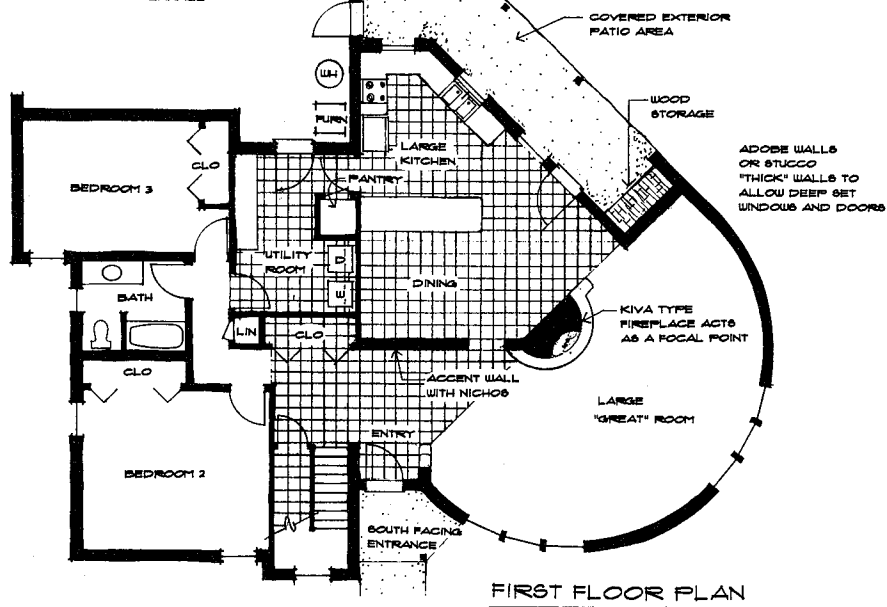 COVERED EXTERIOR
PATIO AREA
WH
FURN
WOOD
STORAGE
LARGE
KITCHEN
ADOBE WALLS
OR STUCCO
"THICK" WALLS TO
ALLOW DEEP SET
WINDOWS AND DOORS
CLO
BEDROOM 3
PANTRY
UTILITY
ROOM
D
W
DINING
BATH
KIVA TYPE
FIREPLACE ACTS
AS A FOCAL POINT
LIN
CLO
CLO
ACCENT WALL
WITH NICHOS
LARGE
"GREAT" ROOM
ENTRY
BEDROOM 2
SOUTH FACING
ENTRANCE
FIRST FLOOR PLAN